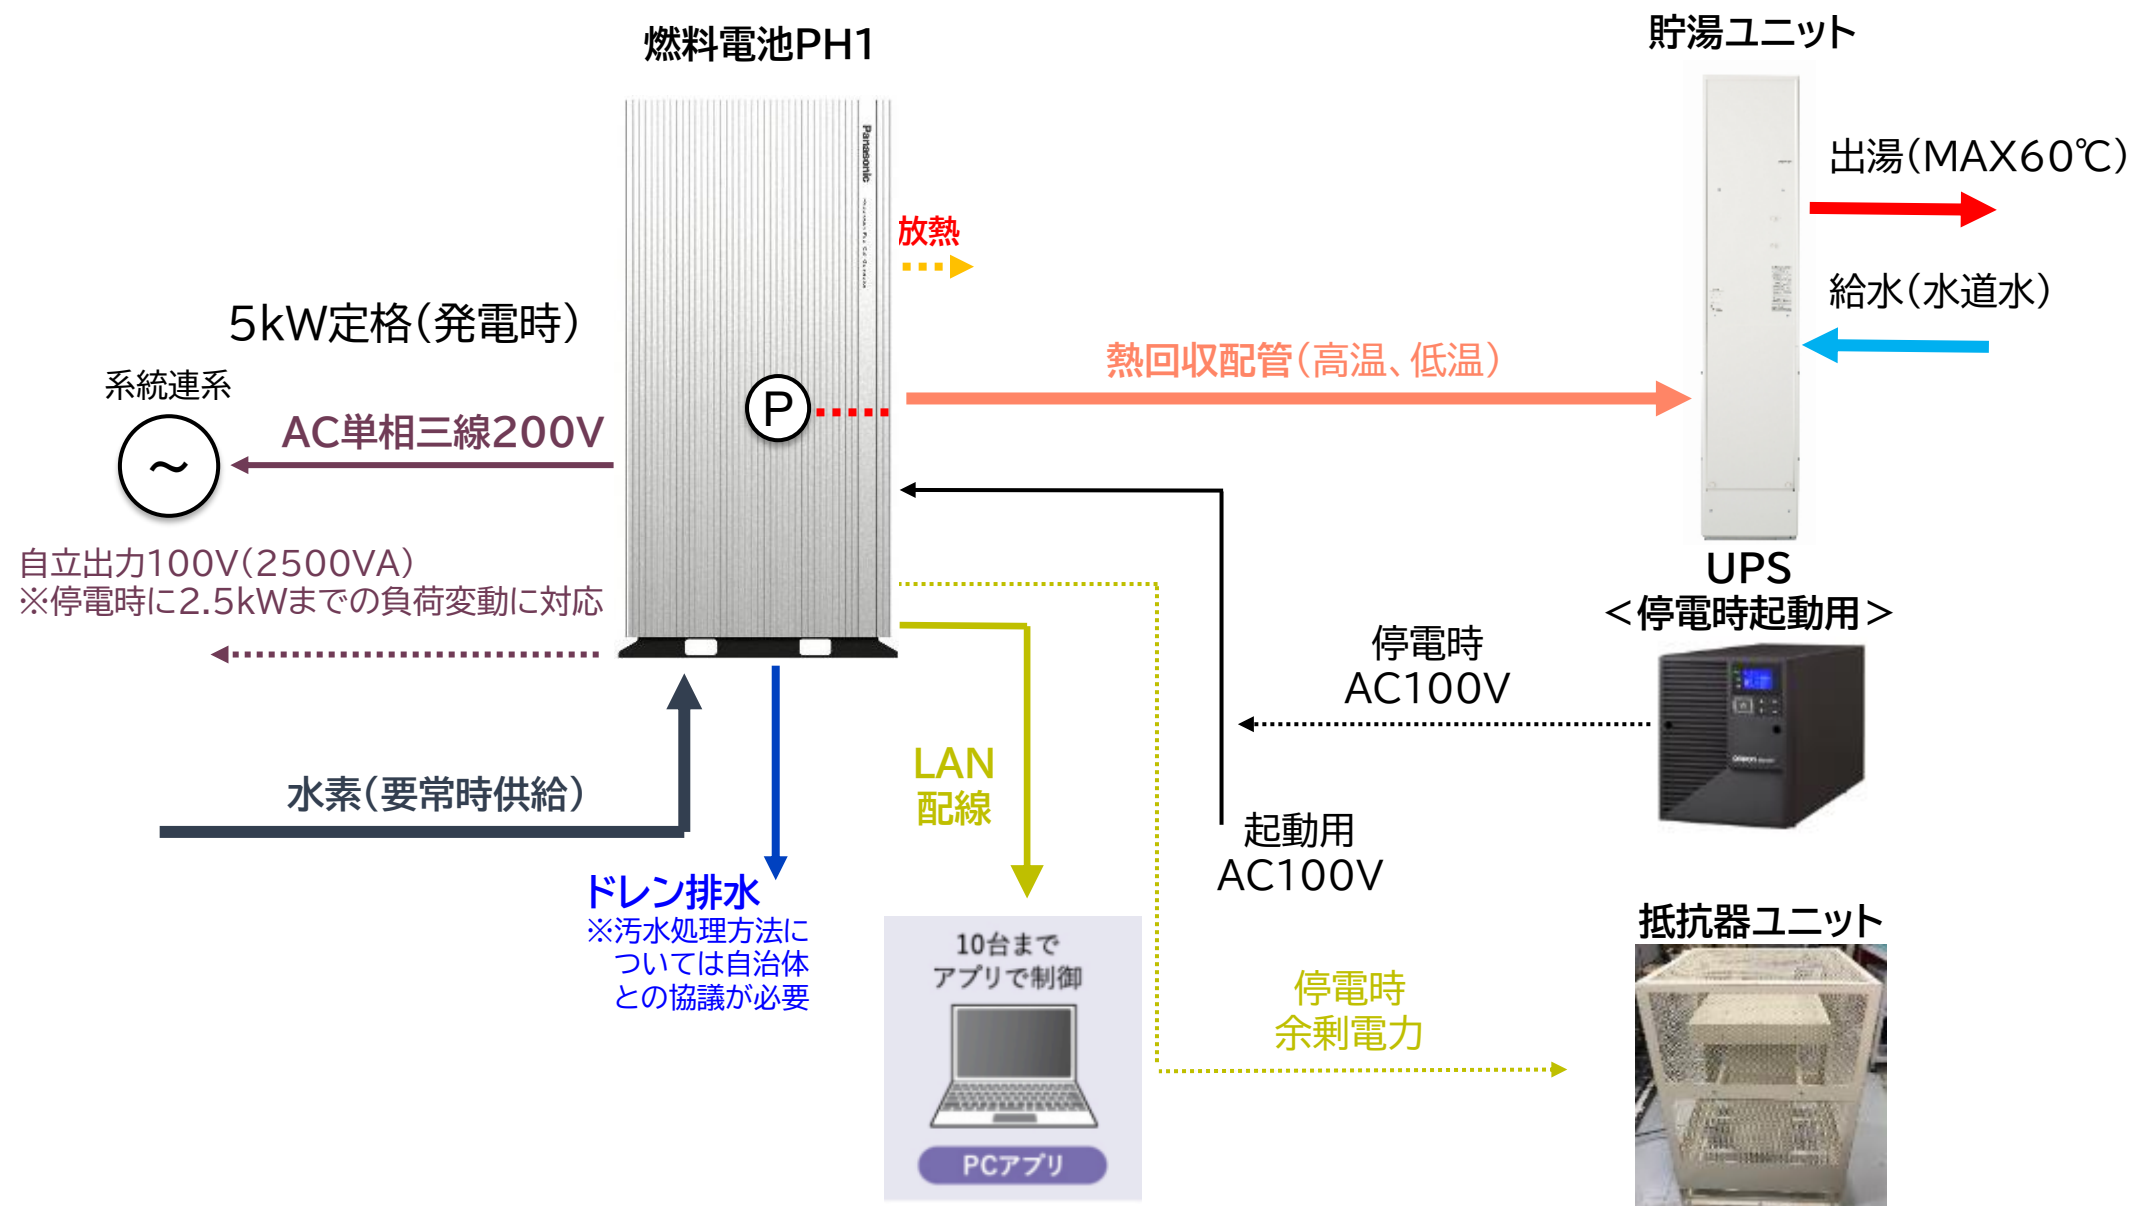 燃料電池PH1
貯湯ユニット
Panasonic
出湯(MAX60℃)
放熱
給水(水道水)
5kW定格(発電時)
熱回収配管(高温、低温)
系統連系
P
AC単相三線200V
~
自立出力100V(2500VA)
※停電時に2.5kWまでの負荷変動に対応
UPS
<停電時起動用>
停電時
AC100V
水素(要常時供給)
LAN
配線
起動用
AC100V
ドレン排水
※汚水処理方法に
ついては自治体
との協議が必要
抵抗器ユニット
10台まで
アプリで制御
停電時
余剰電力
PCアプリ